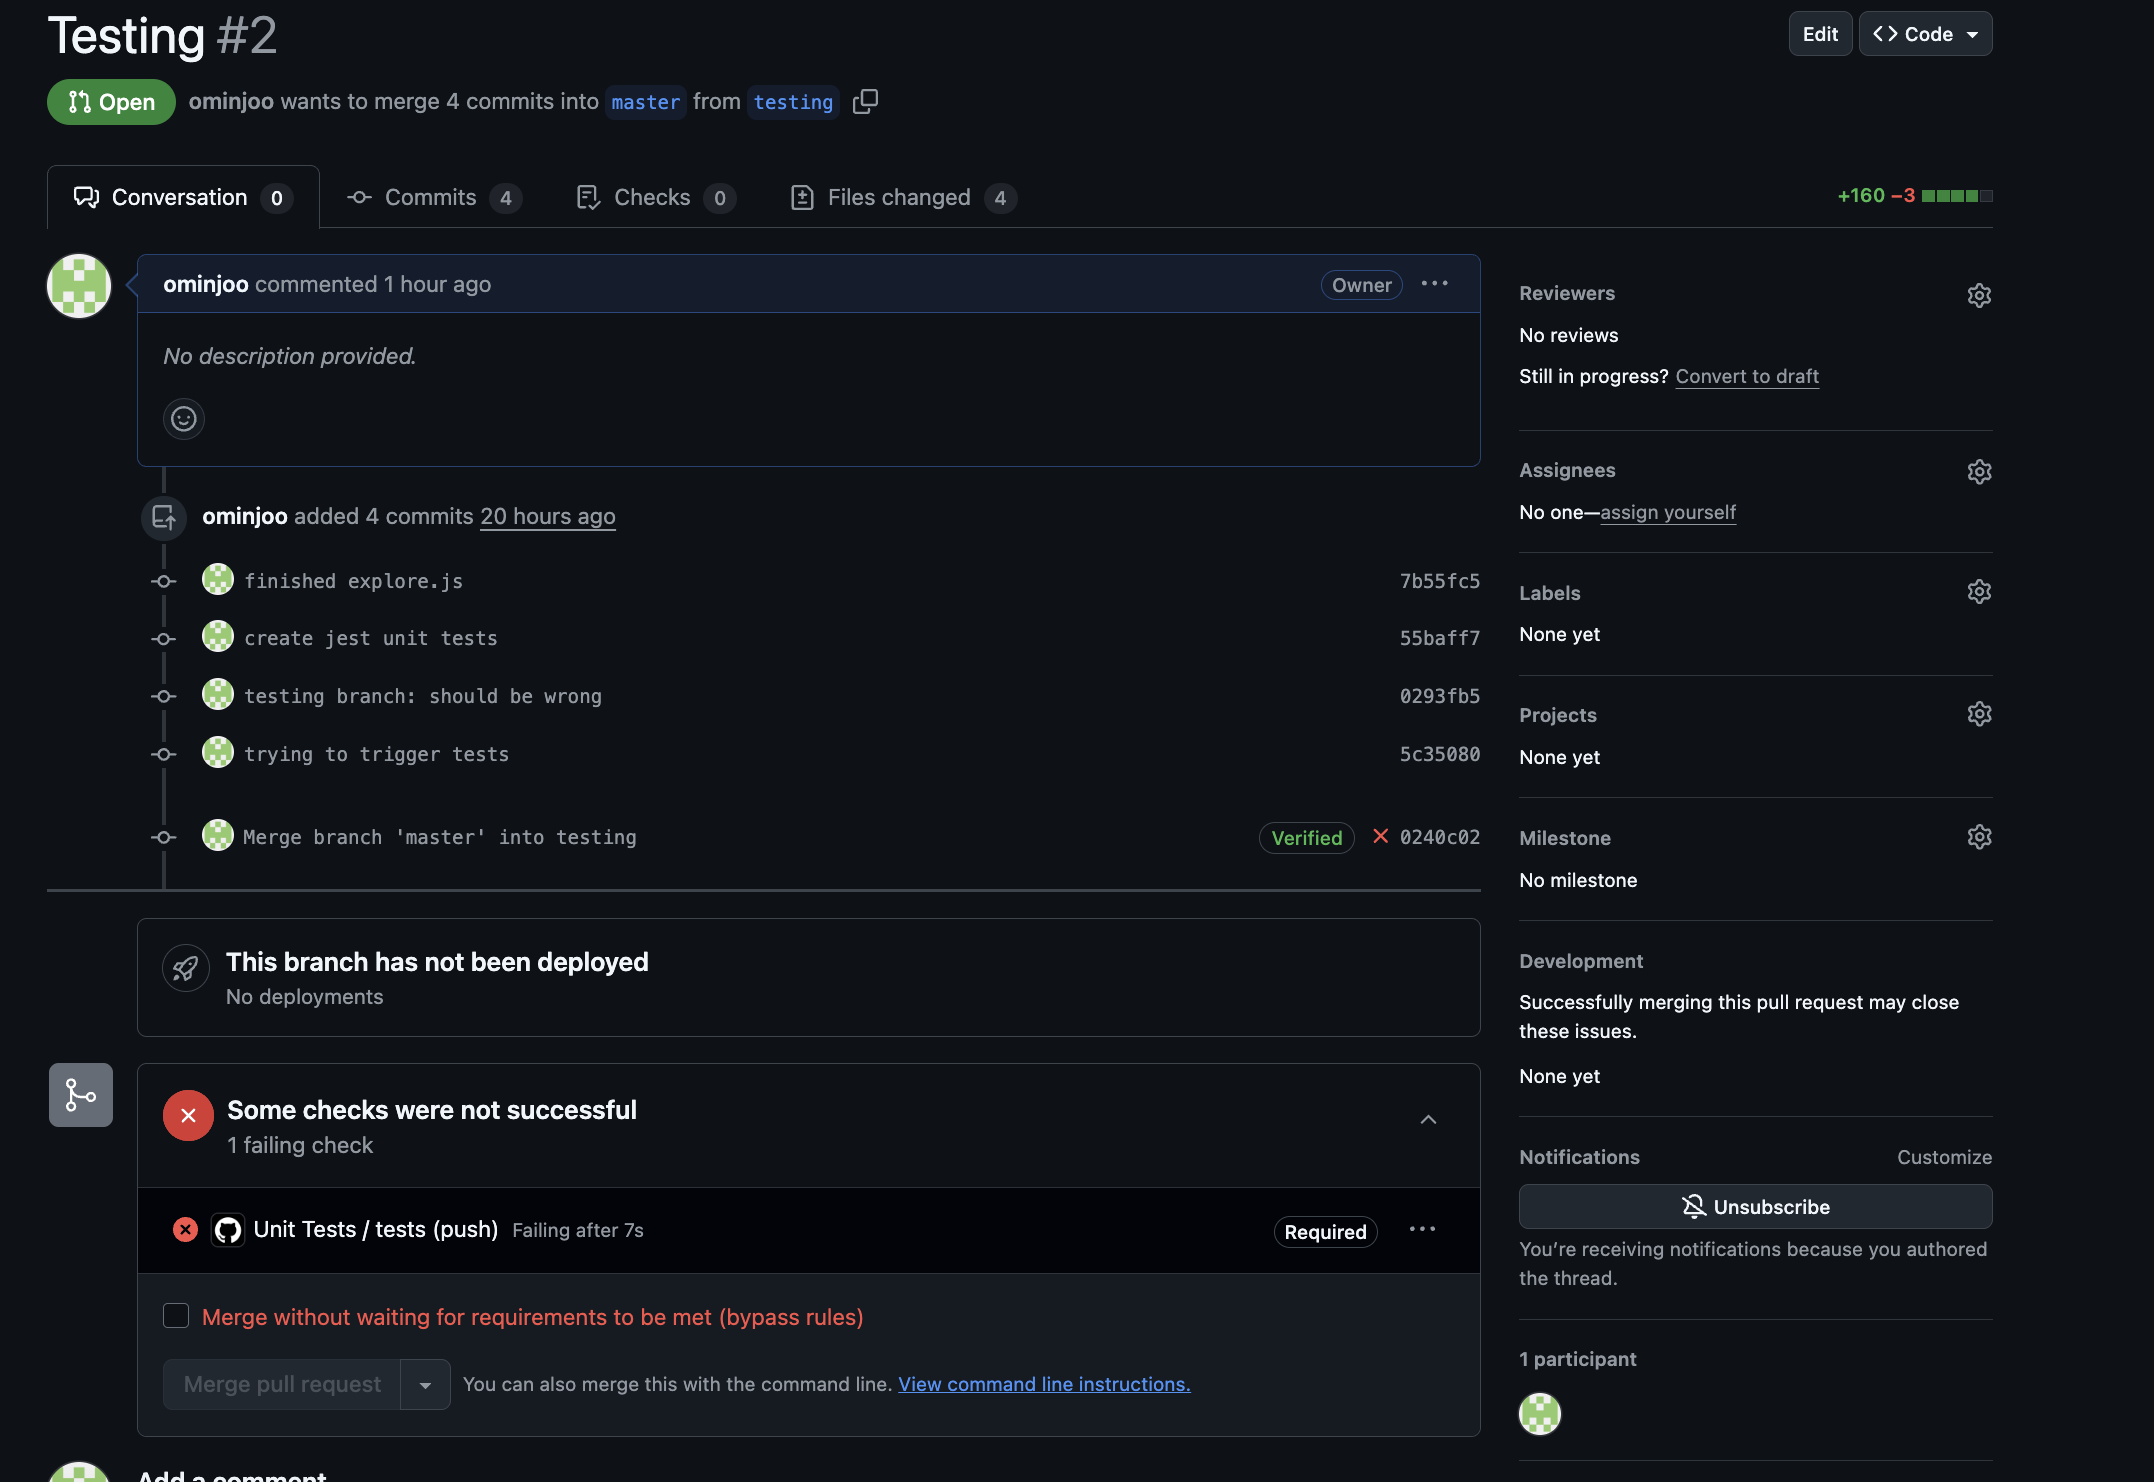 Testing #2
Edit
Code
Open
ominjoo wants to merge 4 commits into master from testing
Conversation 0
Commits 4
Checks 0
Files changed 4
+160 −3
ominjoo commented 1 hour ago
Owner
No description provided.
ominjoo added 4 commits 20 hours ago
finished explore.js
7b55fc5
create jest unit tests
55baff7
testing branch: should be wrong
0293fb5
trying to trigger tests
5c35080
Merge branch 'master' into testing
Verified
0240c02
This branch has not been deployed
No deployments
Some checks were not successful
1 failing check
Unit Tests / tests (push) Failing after 7s
Required
Merge without waiting for requirements to be met (bypass rules)
Merge pull request
You can also merge this with the command line. View command line instructions.
Add a comment
Reviewers
No reviews
Still in progress? Convert to draft
Assignees
No one—assign yourself
Labels
None yet
Projects
None yet
Milestone
No milestone
Development
Successfully merging this pull request may close
these issues.
None yet
Notifications
Customize
Unsubscribe
You’re receiving notifications because you authored
the thread.
1 participant